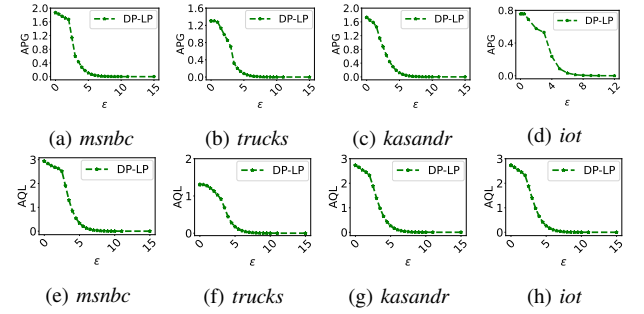 2.0
1.6
1.2
0.8
0.4
0.0
APG
DP-LP
0 5 10 15
ε
(a) msnbc
1.6
1.2
0.8
0.4
0.0
APG
DP-LP
0 5 10 15
ε
(b) trucks
2.0
1.6
1.2
0.8
0.4
0.0
APG
DP-LP
0 5 10 15
ε
(c) kasandr
0.8
0.4
0.0
APG
DP-LP
0 4 8 12
ε
(d) iot
3
2
1
0
AQL
DP-LP
0 5 10 15
ε
(e) msnbc
2
1
0
AQL
DP-LP
0 5 10 15
ε
(f) trucks
3
2
1
0
AQL
DP-LP
0 5 10 15
ε
(g) kasandr
3
2
1
0
AQL
DP-LP
0 5 10 15
ε
(h) iot